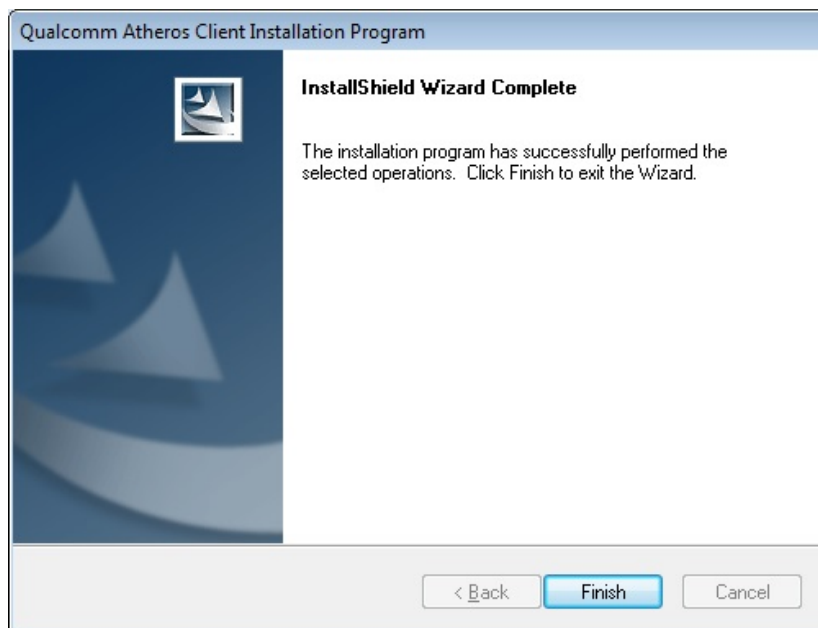 Qualcomm Atheros Client Installation Program
InstallShield Wizard Complete
The installation program has successfully performed the
selected operations.  Click Finish to exit the Wizard.
< Back
Finish
Cancel